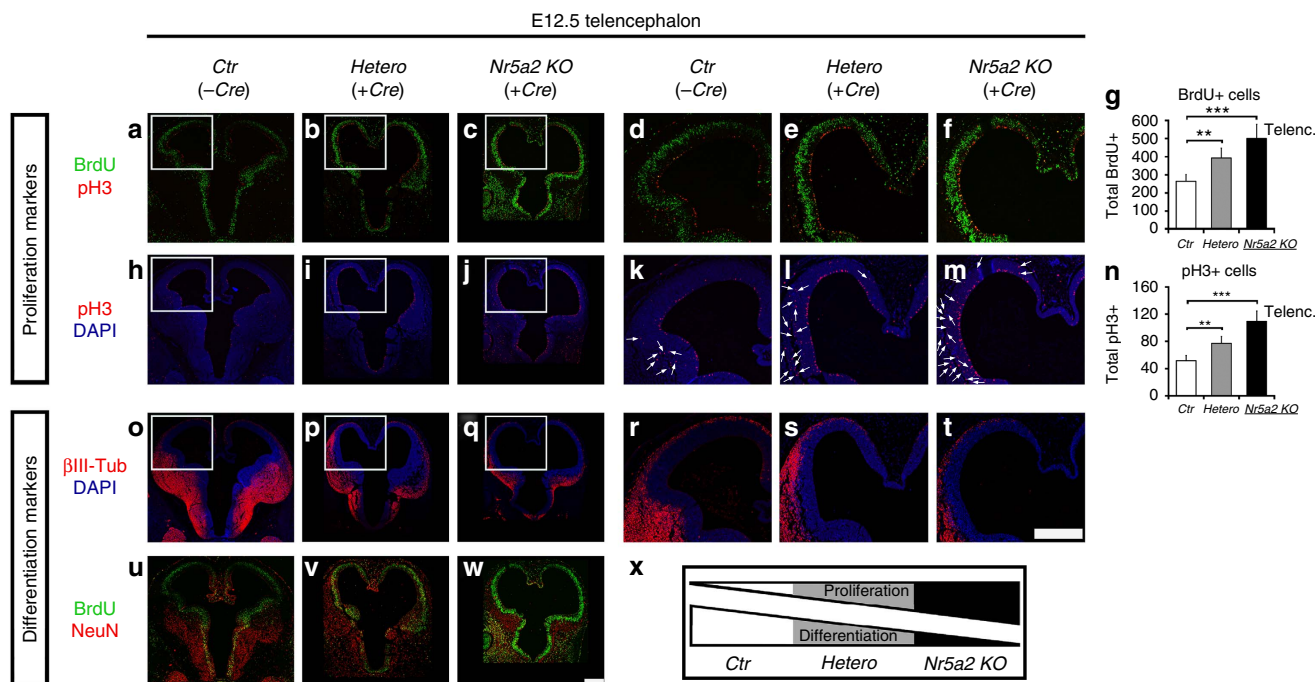 E12.5 telencephalon
Ctr
(–Cre)
Hetero
(+Cre)
Nr5a2 KO
(+Cre)
Ctr
(–Cre)
Hetero
(+Cre)
Nr5a2 KO
(+Cre)
Proliferation markers
BrdU
pH3
a
b
c
d
e
f
g
BrdU+ cells
***
**
Telenc.
Total BrdU+
600
500
400
300
200
100
0
Ctr
Hetero
Nr5a2 KO
pH3
DAPI
h
i
j
k
l
m
n
pH3+ cells
***
**
Telenc.
Total pH3+
160
120
80
40
0
Ctr
Hetero
Nr5a2 KO
Differentiation markers
βIII-Tub
DAPI
o
p
q
r
s
t
BrdU
NeuN
u
v
w
x
Proliferation
Differentiation
Ctr
Hetero
Nr5a2 KO